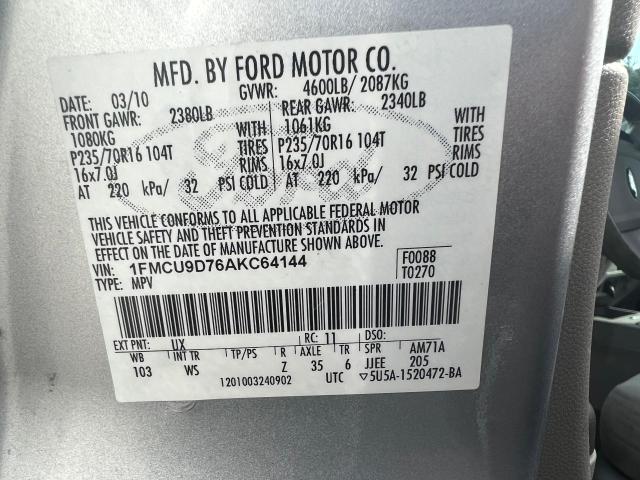 MFD. BY FORD MOTOR CO.
DATE: 03/10 GVWR: 4600LB/ 2087KG
FRONT GAWR: 2380LB REAR GAWR: 2340LB
1080KG WITH 1061KG WITH
P235/70R16 104T TIRES P235/70R16 104T TIRES
16x7.0J RIMS 16x7.0J RIMS
AT 220 kPa/ 32 PSI COLD AT 220 kPa/ 32 PSI COLD
Ford
THIS VEHICLE CONFORMS TO ALL APPLICABLE FEDERAL MOTOR
VEHICLE SAFETY AND THEFT PREVENTION STANDARDS IN
EFFECT ON THE DATE OF MANUFACTURE SHOWN ABOVE.
VIN: 1FMCU9D76AKC64144 F0088
TYPE: MPV T0270
EXT PNT: UX RC: 11 DSO:
WB INT TR TP/PS R AXLE TR SPR AM71A
103 WS Z 35 6 JJEE 205
1201003240902 UTC ▽5U5A-1520472-BA